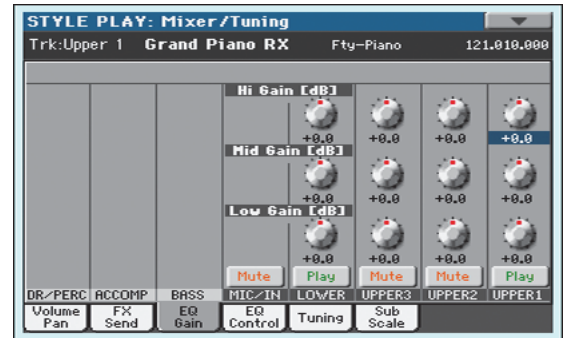 STYLE PLAY: Mixer/Tuning
Trk:Upper 1 Grand Piano RX Fty-Piano 121.010.000
Hi Gain [dB]
+0.0 +0.0 +0.0 +0.0
Mid Gain [dB]
+0.0 +0.0 +0.0 +0.0
Low Gain [dB]
+0.0 +0.0 +0.0 +0.0
Mute Play Mute Mute Play
DR/PERC ACCOMP BASS MIC/IN LOWER UPPER3 UPPER2 UPPER1
Volume Pan FX Send EQ Gain EQ Control Tuning Sub Scale